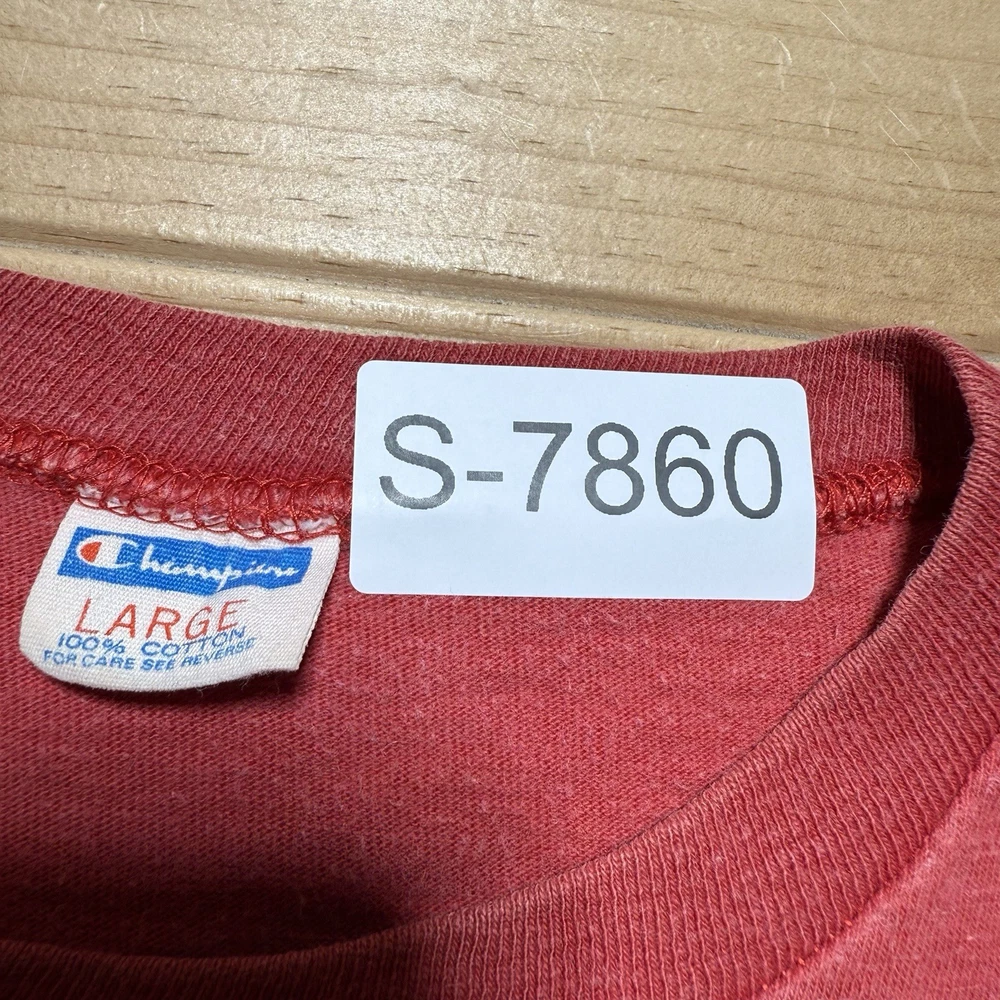 S-7860
Champion
LARGE
100% COTTON
FOR CARE SEE REVERSE